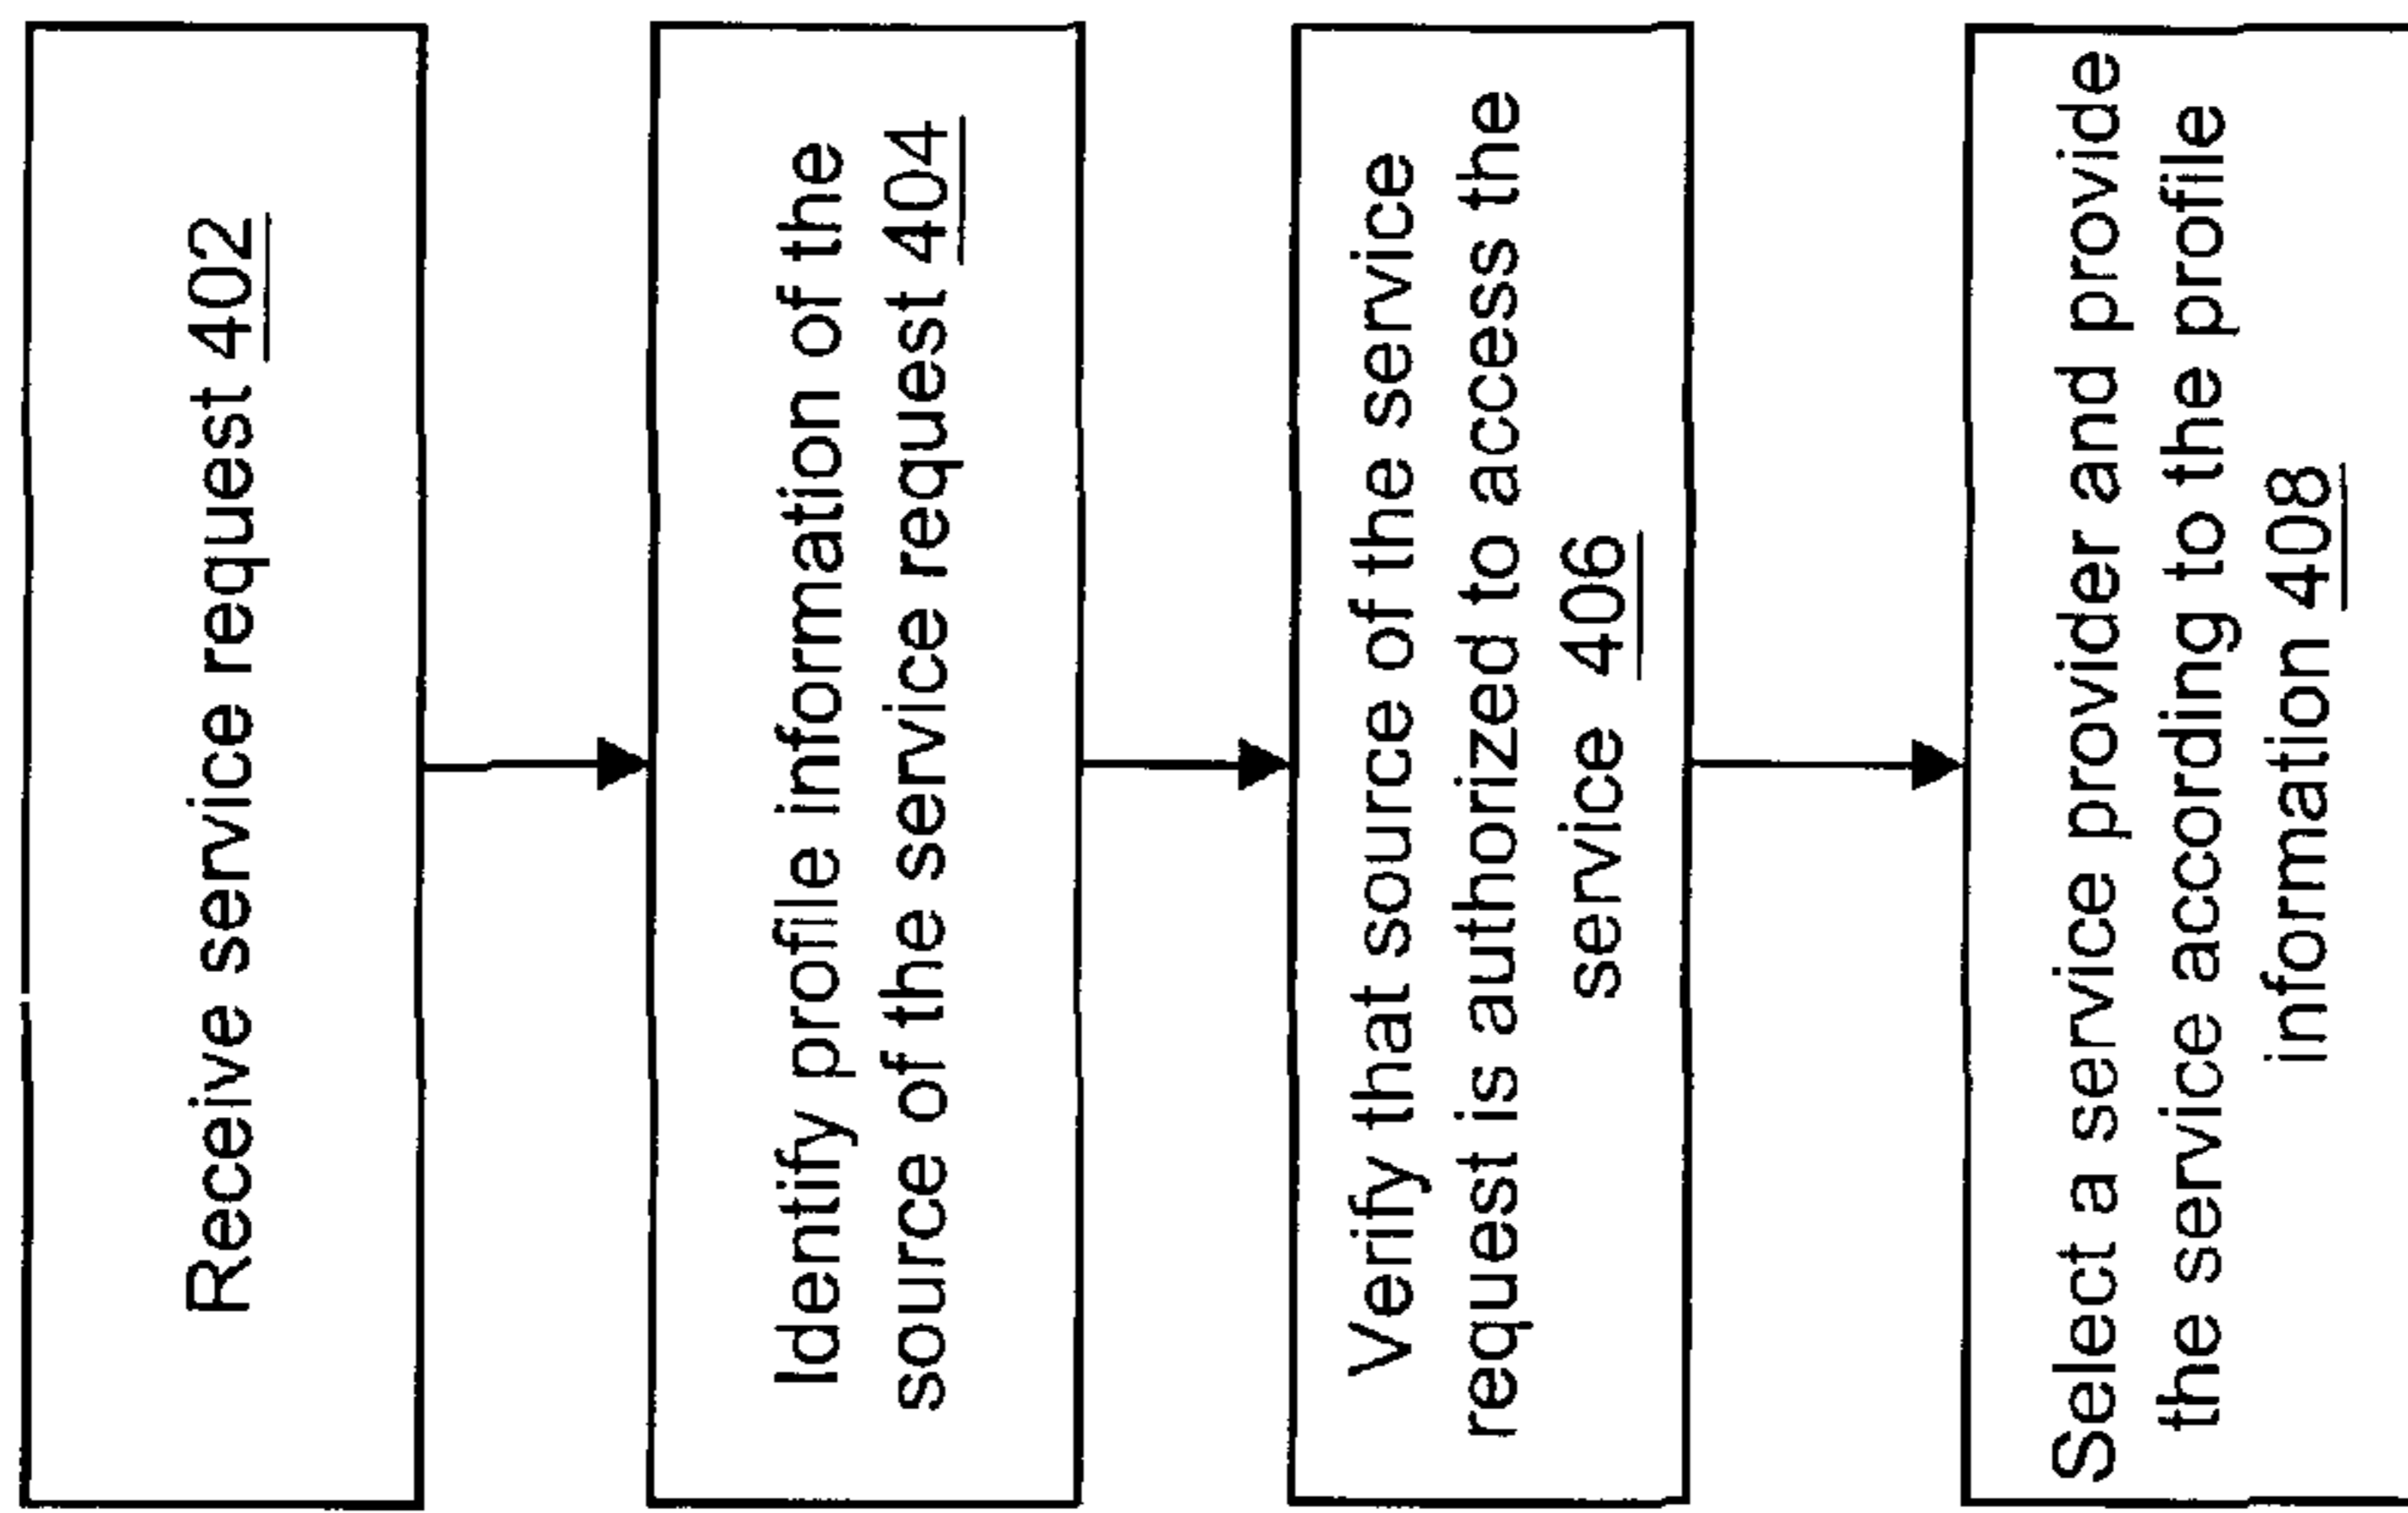 Receive service request 402
Identify profile information of the
source of the service request 404
Verify that source of the service
request is authorized to access the
service 406
Select a service provider and provide
the service according to the profile
information 408